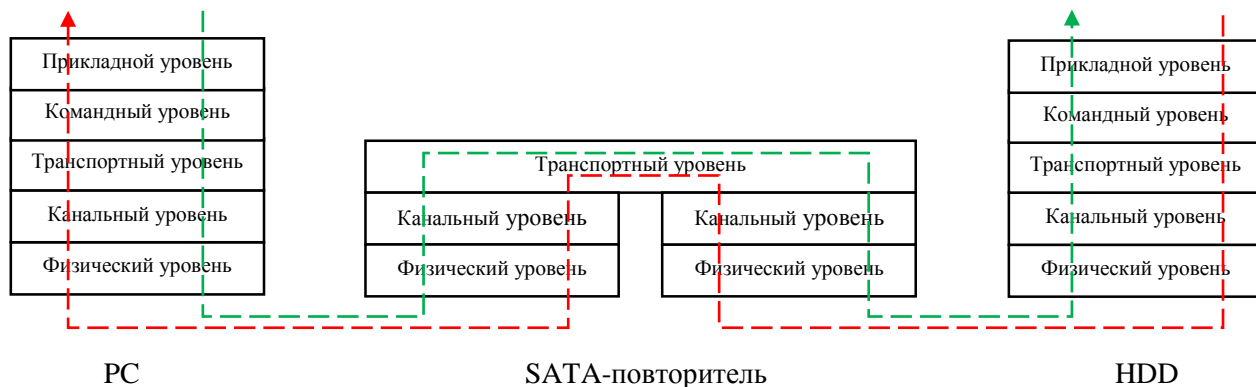 Прикладной уровень
Командный уровень
Транспортный уровень
Канальный уровень
Физический уровень
PC
Транспортный уровень
Канальный уровень
Канальный уровень
Физический уровень
Физический уровень
SATA-повторитель
Прикладной уровень
Командный уровень
Транспортный уровень
Канальный уровень
Физический уровень
HDD